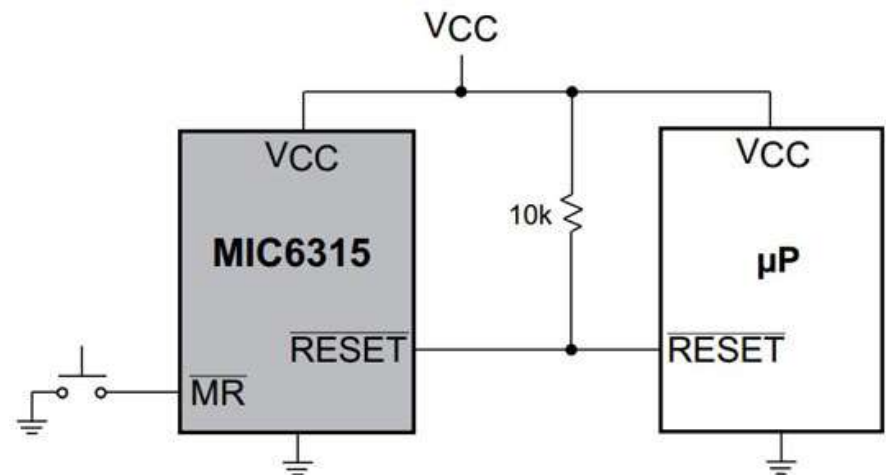 VCC
VCC
VCC
10k
MIC6315
µP
RESET
RESET
MR